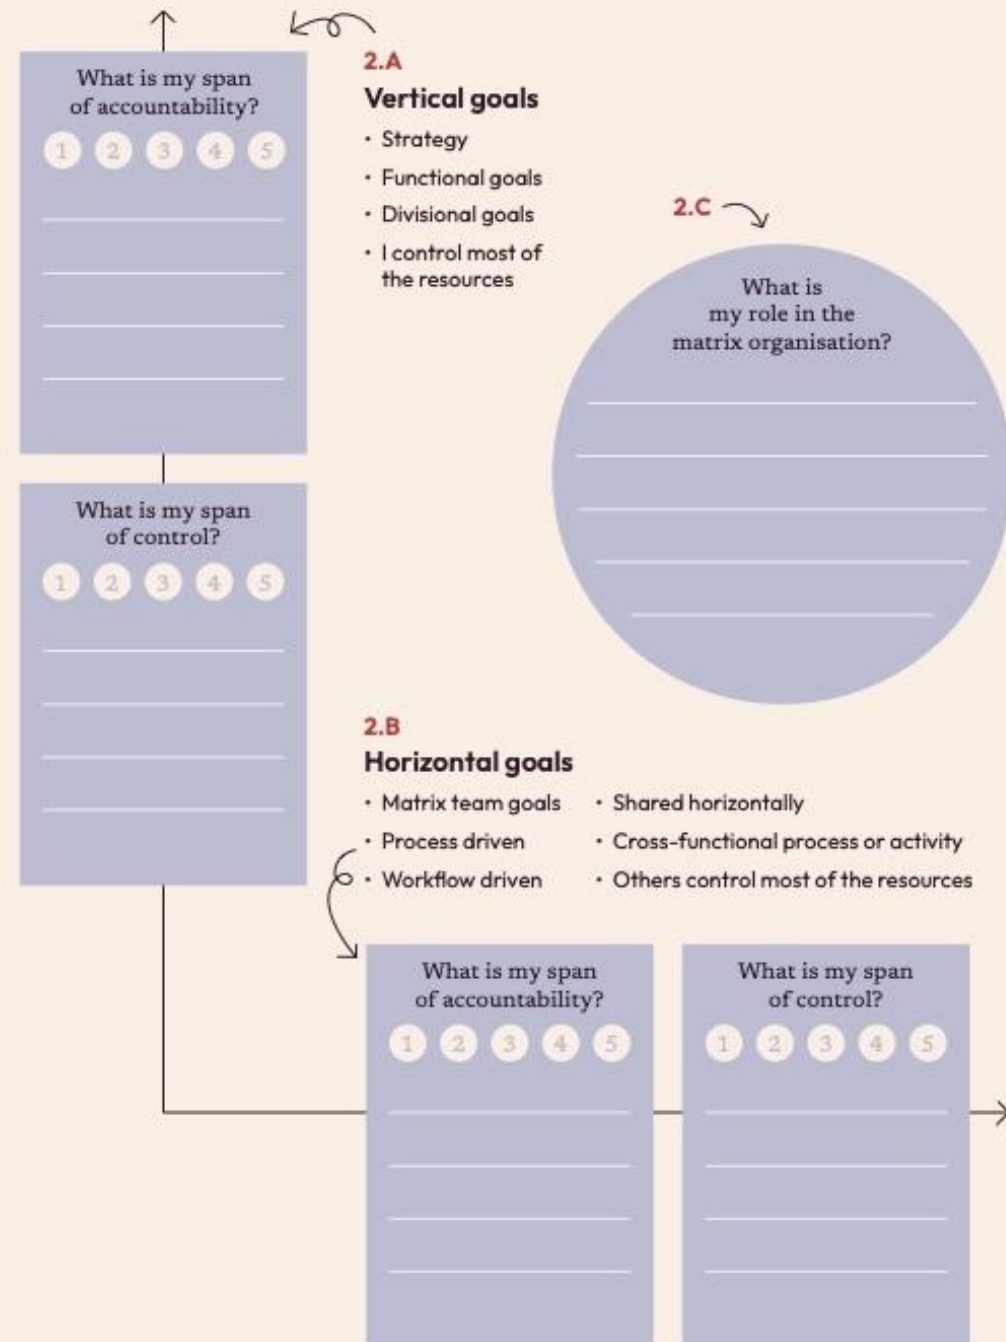 2.A
Vertical goals
• Strategy
• Functional goals
• Divisional goals
• I control most of
the resources
What is my span
of accountability?
1 2 3 4 5
What is my span
of control?
1 2 3 4 5
2.C
What is
my role in the
matrix organisation?
2.B
Horizontal goals
• Matrix team goals
• Process driven
• Workflow driven
• Shared horizontally
• Cross-functional process or activity
• Others control most of the resources
What is my span
of accountability?
1 2 3 4 5
What is my span
of control?
1 2 3 4 5